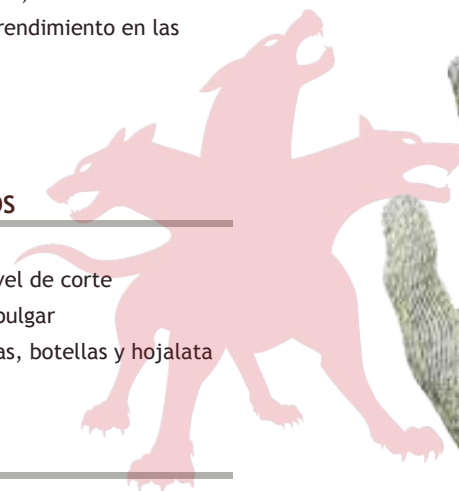 rendimiento en las
OS
vel de corte
pulgar
as, botellas y hojalata